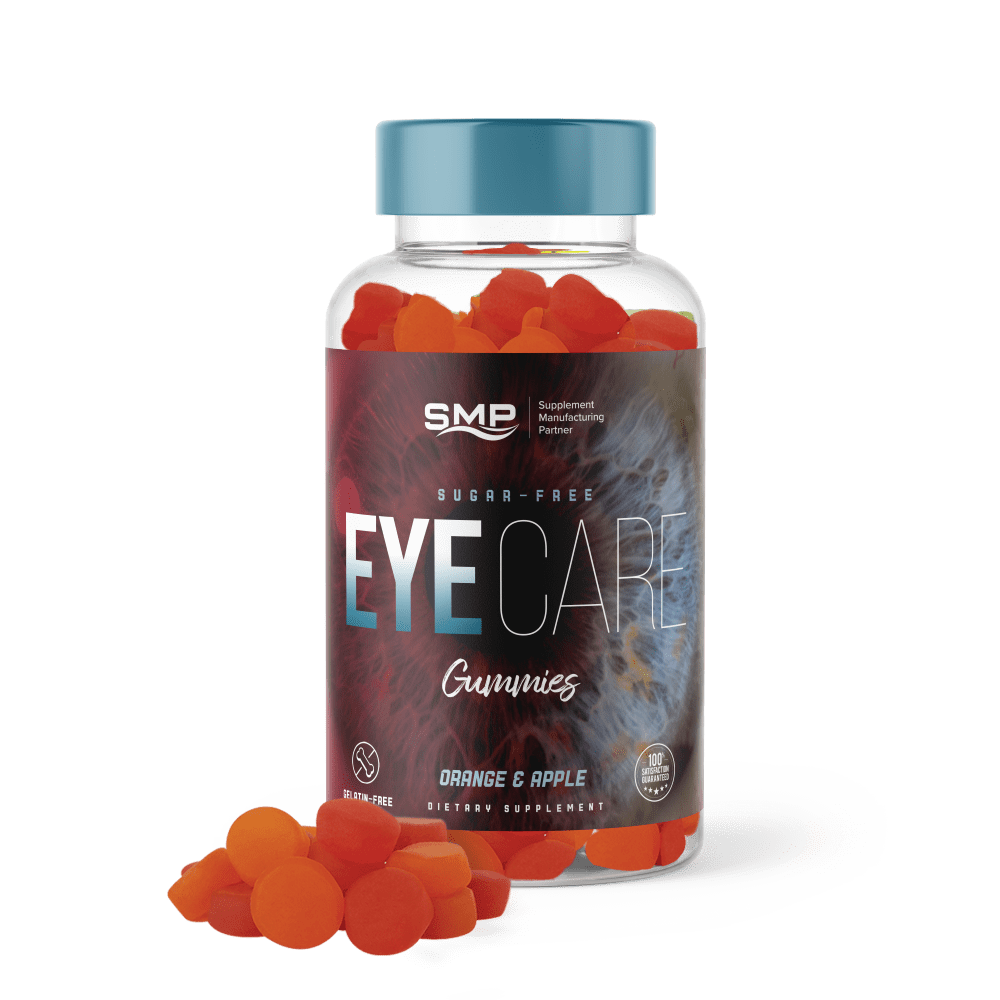 SMP
Supplement
Manufacturing
Partner
SUGAR-FREE
EYE CARE
Gummies
ORANGE & APPLE
DIETARY SUPPLEMENT
GELATIN-FREE
100%
SATISFACTION
GUARANTEED